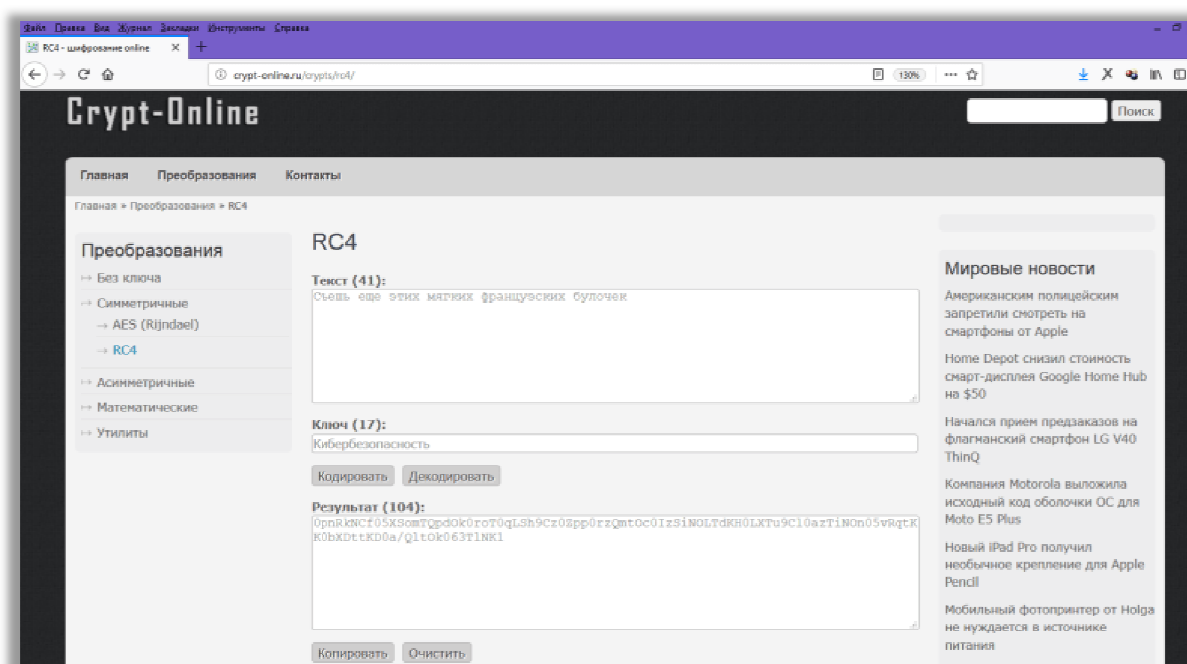 Файл Правка Вид Журнал Закладки Инструменты Справка
RC4 - шифрование online
crypt-online.ru/crypts/rc4/
130%
Crypt-Online
Поиск
Главная Преобразования Контакты
Главная » Преобразования » RC4
Преобразования
Без ключа
Симметричные
AES (Rijndael)
RC4
Асимметричные
Математические
Утилиты
RC4
Текст (41):
Съешь еще этих мягких французских булочек
Ключ (17):
Кибербезопасность
Кодировать Декодировать
Результат (104):
Копировать Очистить
Мировые новости
Американским полицейским
запретили смотреть на
смартфоны от Apple
Home Depot снизил стоимость
смарт-дисплея Google Home Hub
на $50
Начался прием предзаказов на
флагманский смартфон LG V40
ThinQ
Компания Motorola выложила
исходный код оболочки ОС для
Moto E5 Plus
Новый iPad Pro получил
необычное крепление для Apple
Pencil
Мобильный фотопринтер от Holga
не нуждается в источнике
питания